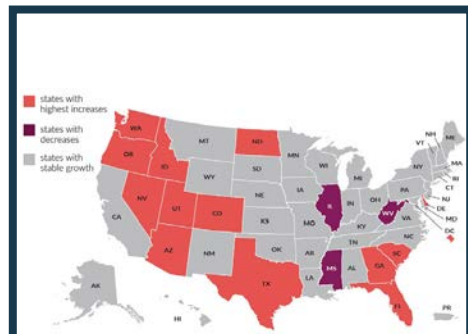 states with
highest increases
states with
decreases
states with
stable growth
WA
OR
ID
MT
ND
MN
SD
WY
NV
UT
CO
CA
AZ
NM
NE
KS
OK
TX
IA
MO
AR
LA
WI
IL
MI
IN
OH
KY
TN
MS
AL
GA
FL
SC
NC
VA
WV
PA
NY
VT
NH
ME
MA
RI
CT
NJ
DE
MD
DC
AK
HI
PR